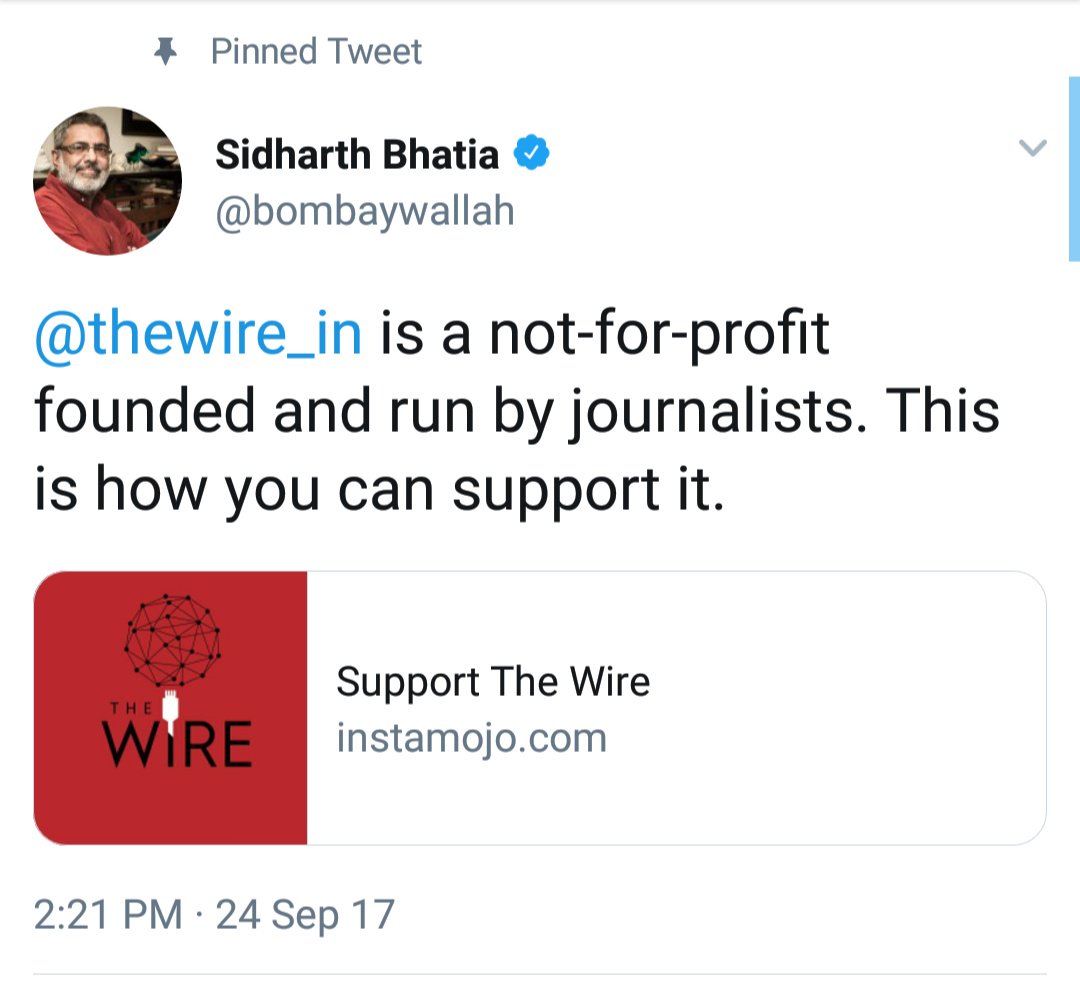 Pinned Tweet
Sidharth Bhatia
@bombaywallah
@thewire_in is a not-for-profit
founded and run by journalists. This
is how you can support it.
THE
WIRE
Support The Wire
instamojo.com
2:21 PM · 24 Sep 17